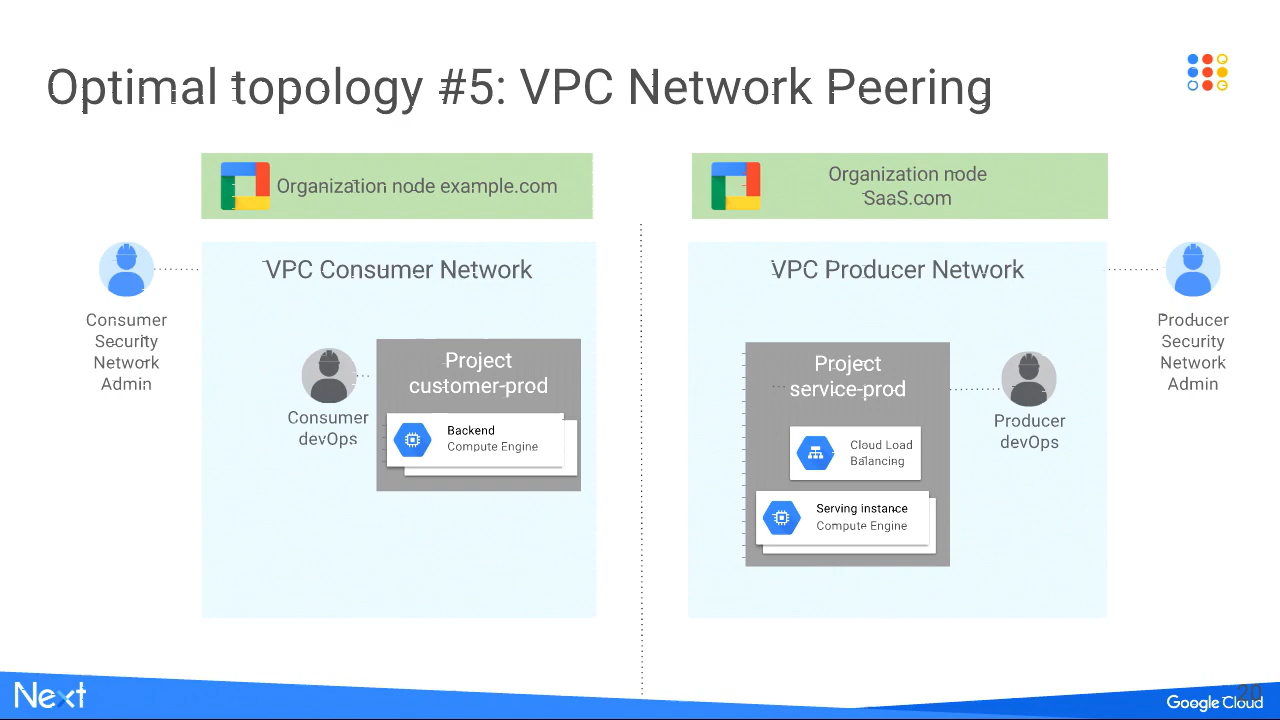 Optimal topology #5: VPC Network Peering
Organization node example.com
Organization node
SaaS.com
VPC Consumer Network
VPC Producer Network
Consumer
Security
Network
Admin
Producer
Security
Network
Admin
Project
customer-prod
Consumer
devOps
Backend
Compute Engine
Project
service-prod
Producer
devOps
Cloud Load
Balancing
Serving instance
Compute Engine
Next
Google Cloud
20